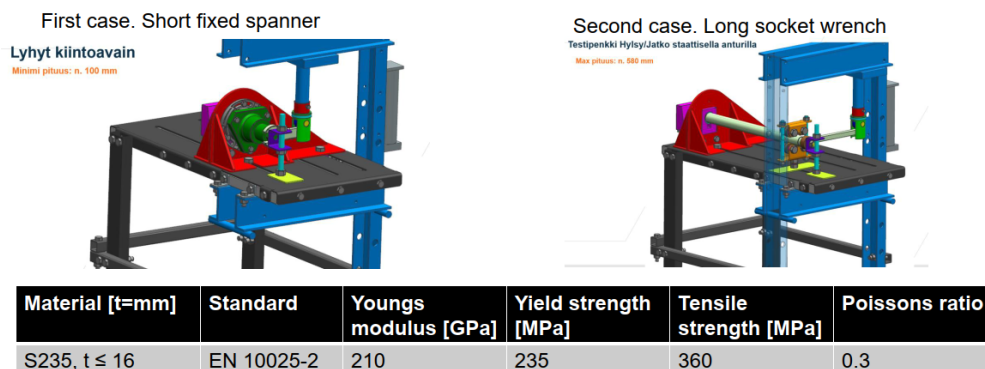 First case. Short fixed spanner
Lyhyt kiintoavain
Minimi pituus: n. 100 mm
Second case. Long socket wrench
Testipenkki Hylsy/Jatko staattisella anturilla
Max pituus: n. 580 mm
Material [t=mm] Standard Youngs modulus [GPa] Yield strength [MPa] Tensile strength [MPa] Poissons ratio
S235, t ≤ 16 EN 10025-2 210 235 360 0.3